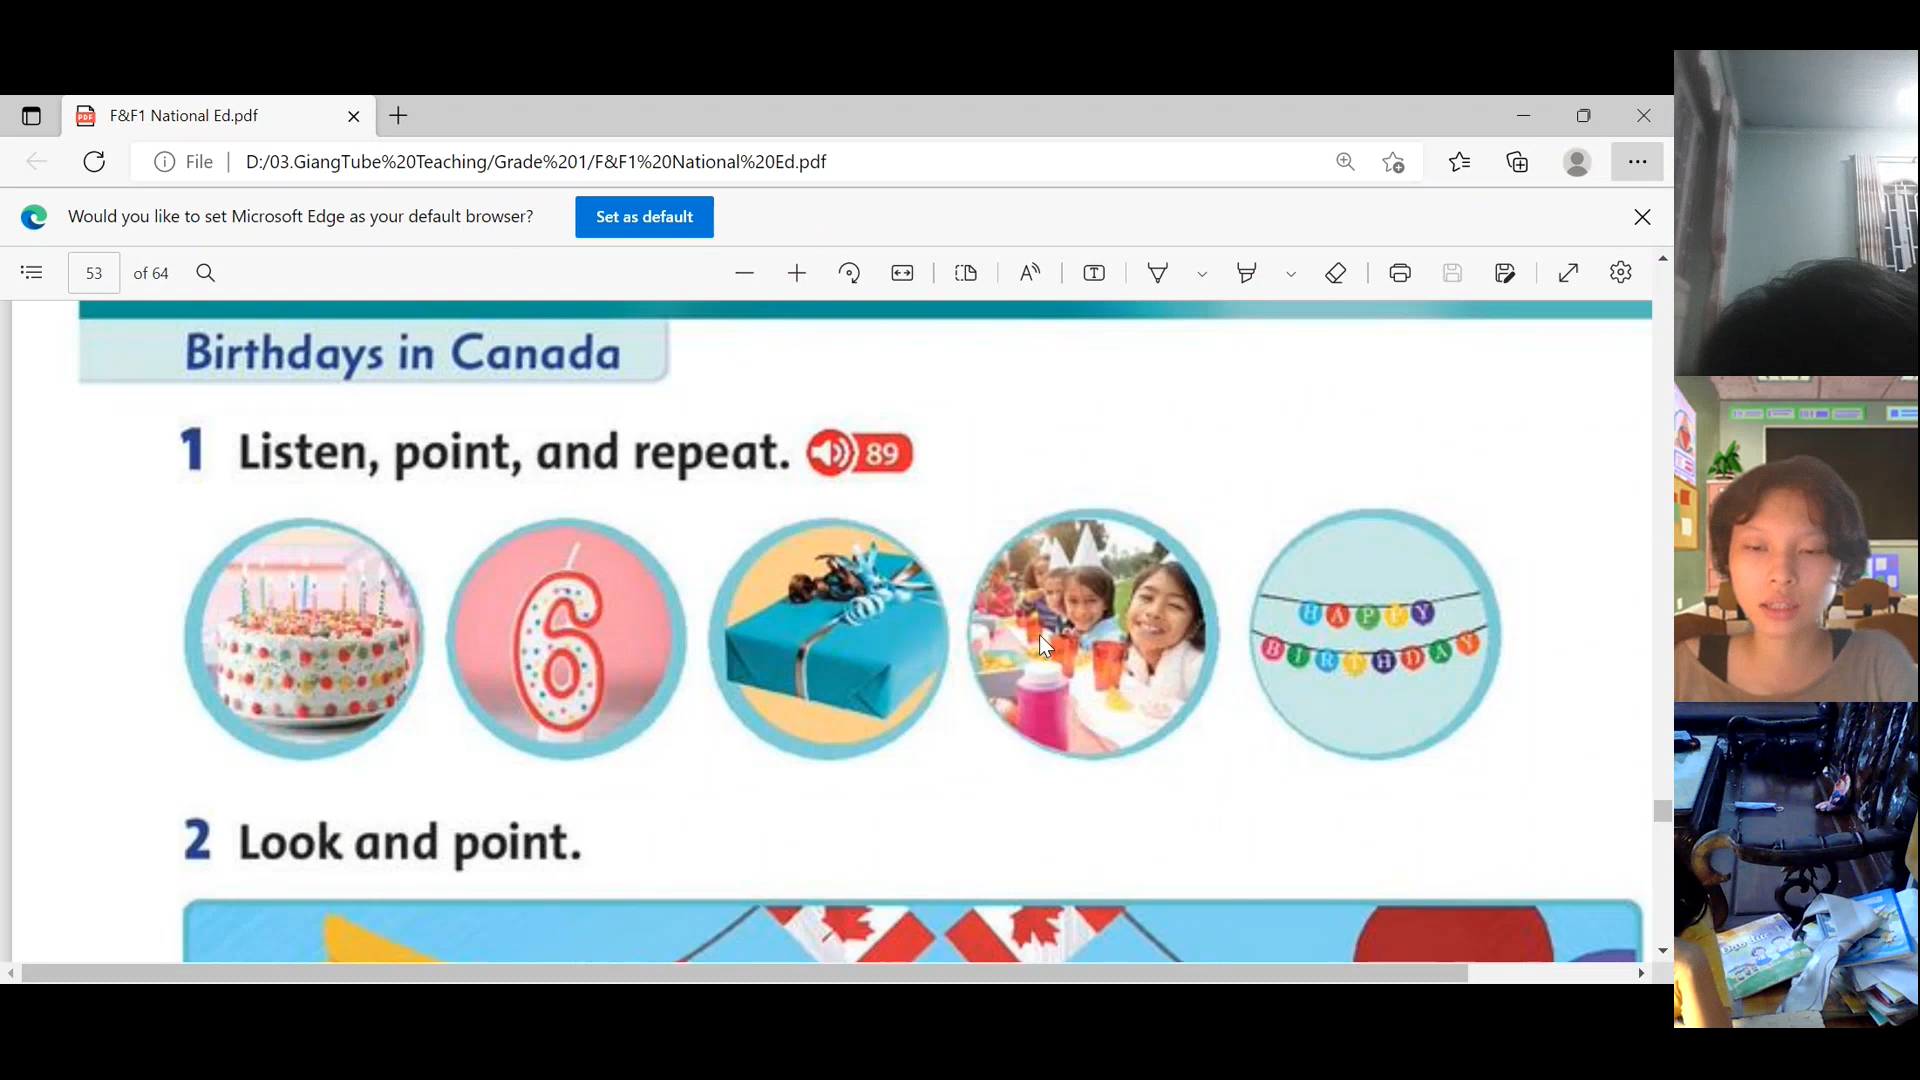 F&F1 National Ed.pdf
File
D:/03.GiangTube%20Teaching/Grade%201/F&F1%20National%20Ed.pdf
Would you like to set Microsoft Edge as your default browser?
Set as default
53 of 64
Birthdays in Canada
1 Listen, point, and repeat. 89
6
HAPPY
BIRTHDAY
2 Look and point.